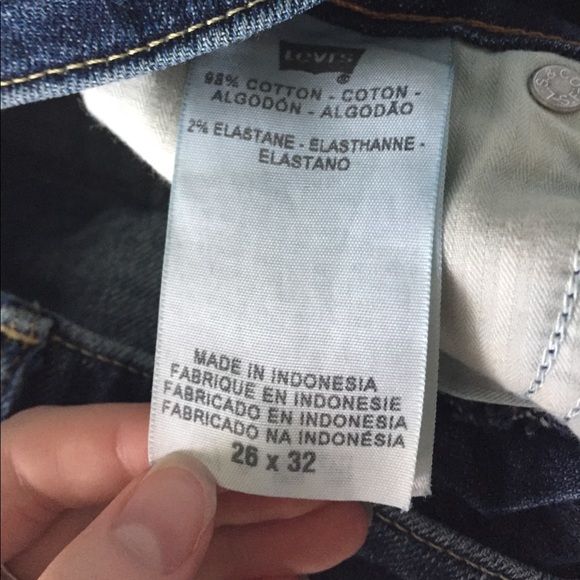 Levi's
®
98% COTTON - COTON -
ALGODÓN - ALGODÃO
2% ELASTANE - ELASTHANNE -
ELASTANO
MADE IN INDONESIA
FABRIQUE EN INDONESIE
FABRICADO EN INDONESIA
FABRICADO NA INDONÉSIA
26 x 32